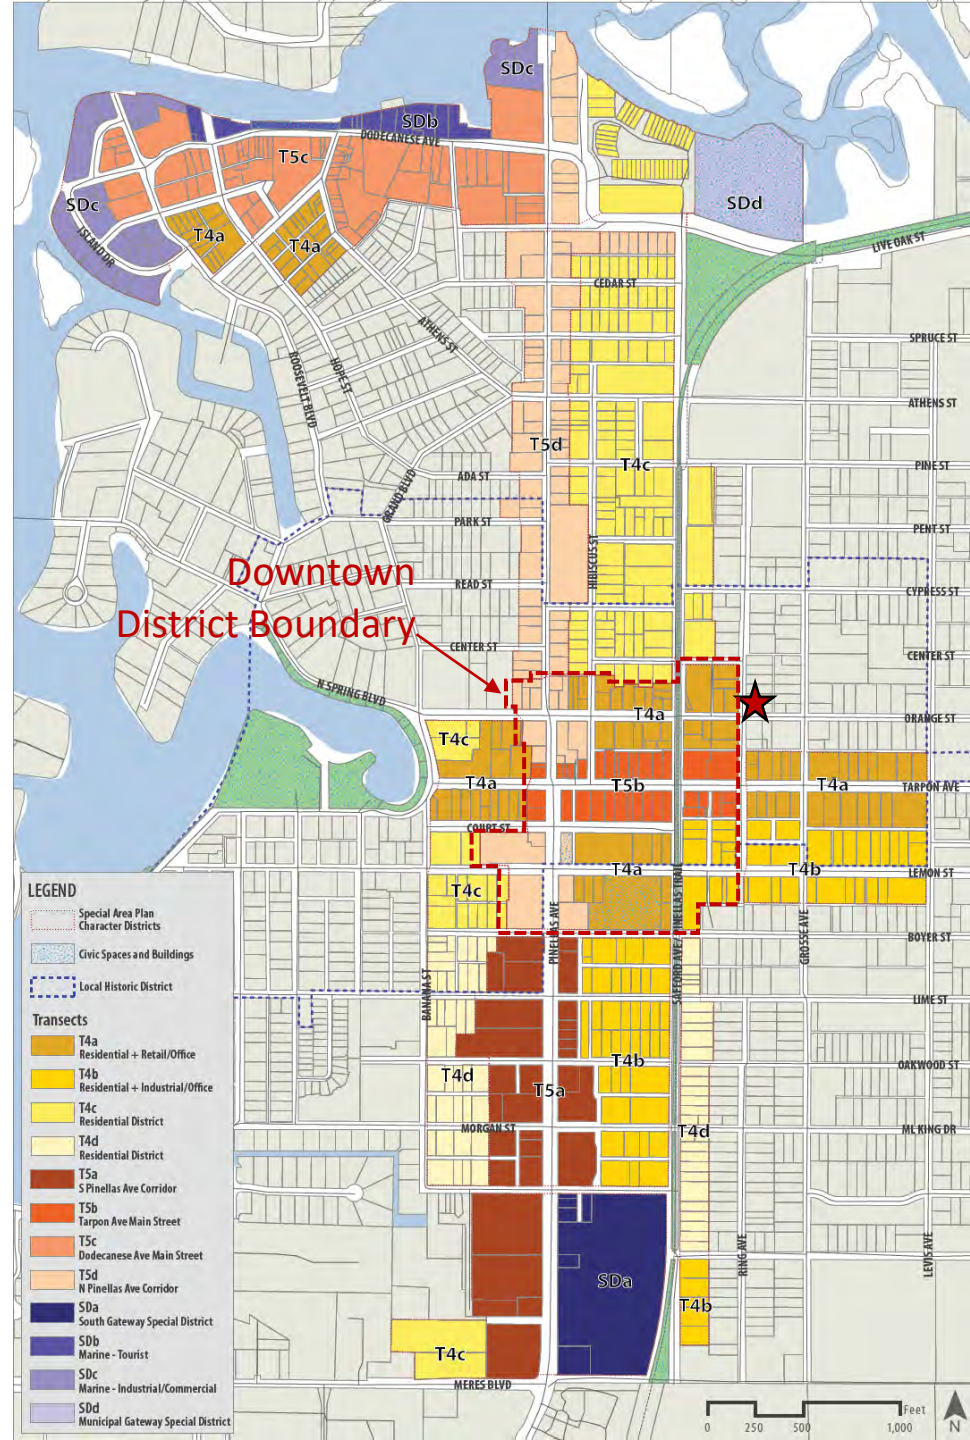 SDc
SDb
DODECANESE AVE
T5c
SDc
SDd
T4a
T4a
ISLAND DR
LIVE OAK ST
CEDAR ST
ATHENS ST
SPRUCE ST
ROOSEVELT BLVD
HOPE ST
ATHENS ST
T5d
T4c
PINE ST
ADA ST
GRAND BLVD
PARK ST
PENT ST
HIBISCUS ST
Downtown
District Boundary
READ ST
CYPRESS ST
CENTER ST
CENTER ST
N SPRING BLVD
T4a
ORANGE ST
T4c
T4a
T5b
T4a
TARPON AVE
COURT ST
T4a
T4b
LEMON ST
T4c
PINELLAS AVE
SAFFORD AVE / PINELLAS TRAIL
GROSSE AVE
BOYER ST
BANANA ST
LIME ST
T4b
OAKWOOD ST
T4d
T5a
MORGAN ST
T4d
ML KING DR
RING AVE
LEVIS AVE
SDa
T4b
T4c
MERES BLVD
LEGEND
Special Area Plan
Character Districts
Civic Spaces and Buildings
Local Historic District
Transects
T4a
Residential + Retail/Office
T4b
Residential + Industrial/Office
T4c
Residential District
T4d
Residential District
T5a
S Pinellas Ave Corridor
T5b
Tarpon Ave Main Street
T5c
Dodecanese Ave Main Street
T5d
N Pinellas Ave Corridor
SDa
South Gateway Special District
SDb
Marine - Tourist
SDc
Marine - Industrial/Commercial
SDd
Municipal Gateway Special District
Feet
0 250 500 1,000
N